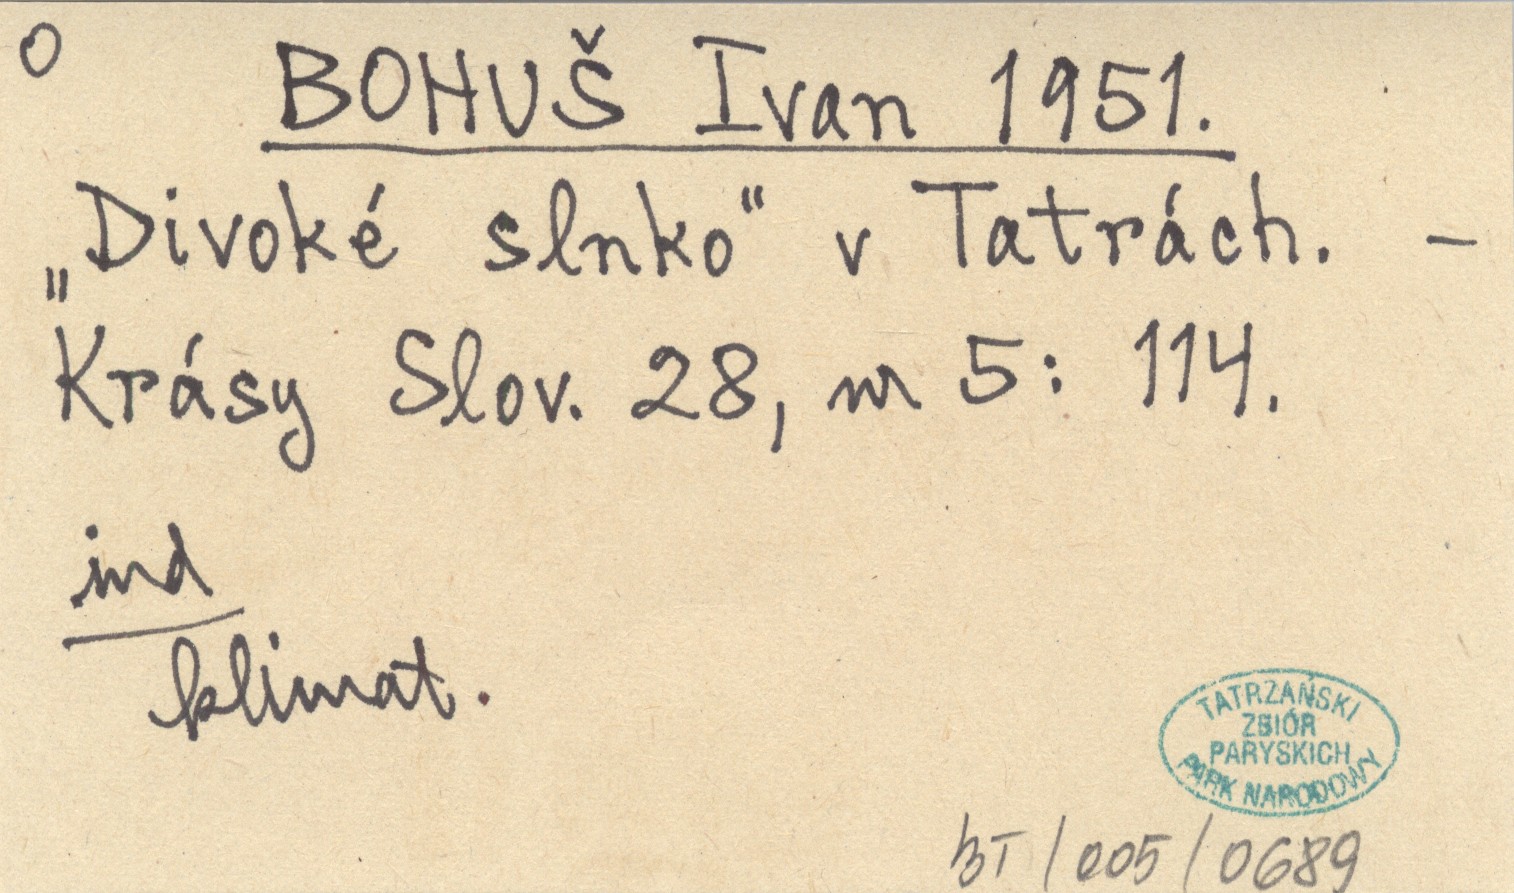 O
BOHUŠ Ivan 1951.
„Divoké slnko“ v Tatrách. –
Krásy Slov. 28, nr 5: 114.
ind
klimat.
TATRZAŃSKI
ZBIÓR
PARYSKICH
PARK NARODOWY
BT/005/0689